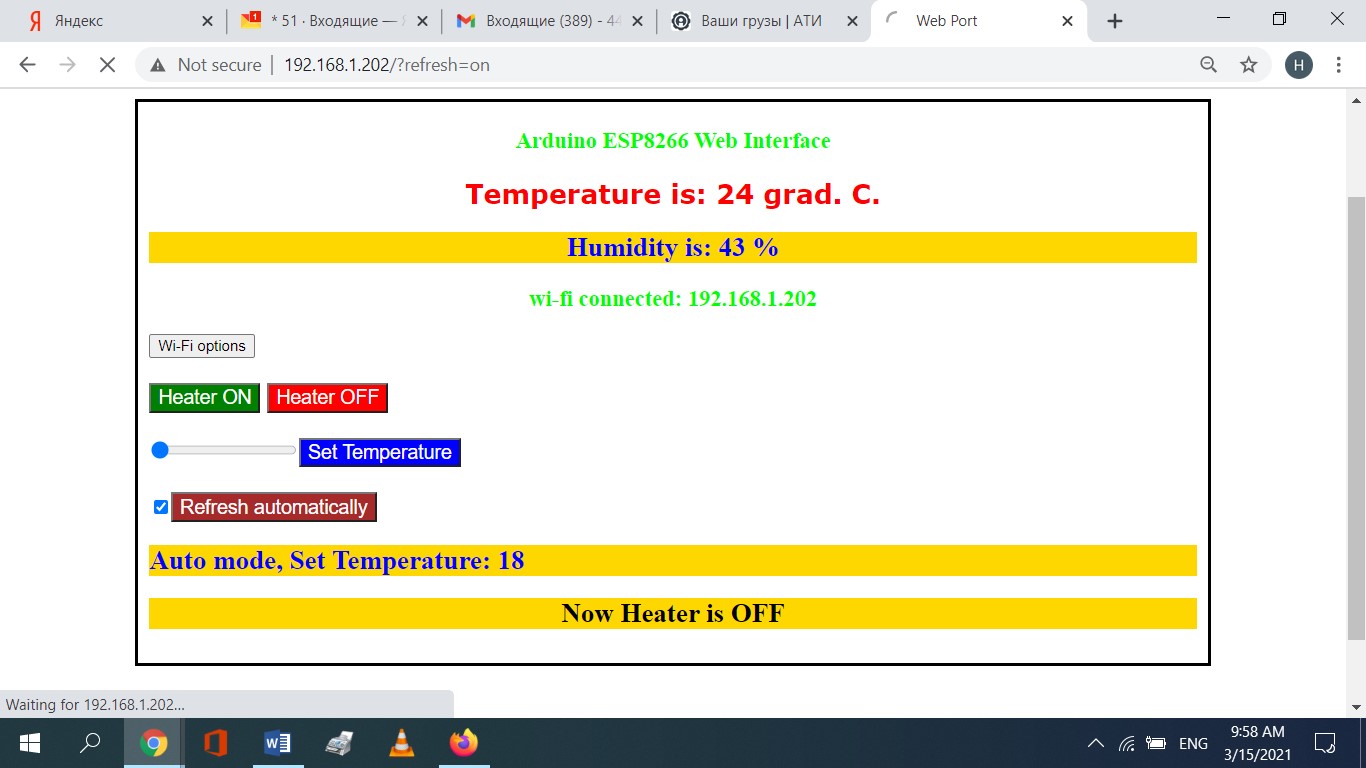 Яндекс
1
* 51 · Входящие —
Входящие (389) - 44
Ваши грузы | АТИ
Web Port
Not secure | 192.168.1.202/?refresh=on
H
Arduino ESP8266 Web Interface
Temperature is: 24 grad. C.
Humidity is: 43 %
wi-fi connected: 192.168.1.202
Wi-Fi options
Heater ON Heater OFF
Set Temperature
Refresh automatically
Auto mode, Set Temperature: 18
Now Heater is OFF
Waiting for 192.168.1.202...
ENG
9:58 AM
3/15/2021